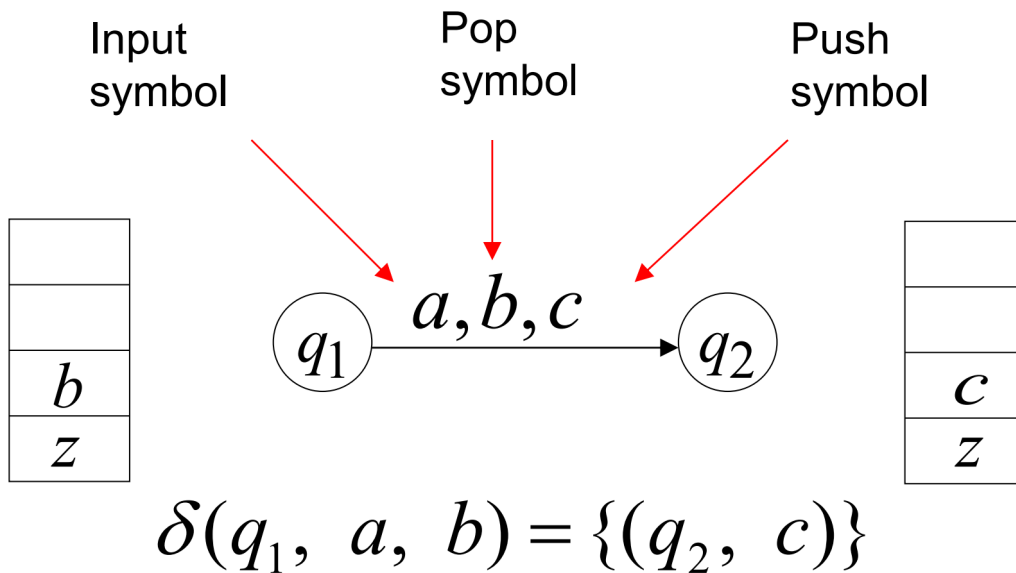 Input
symbol
Pop
symbol
Push
symbol
a, b, c
q₁
q₂
b
z
c
z
δ(q₁, a, b) = {(q₂, c)}